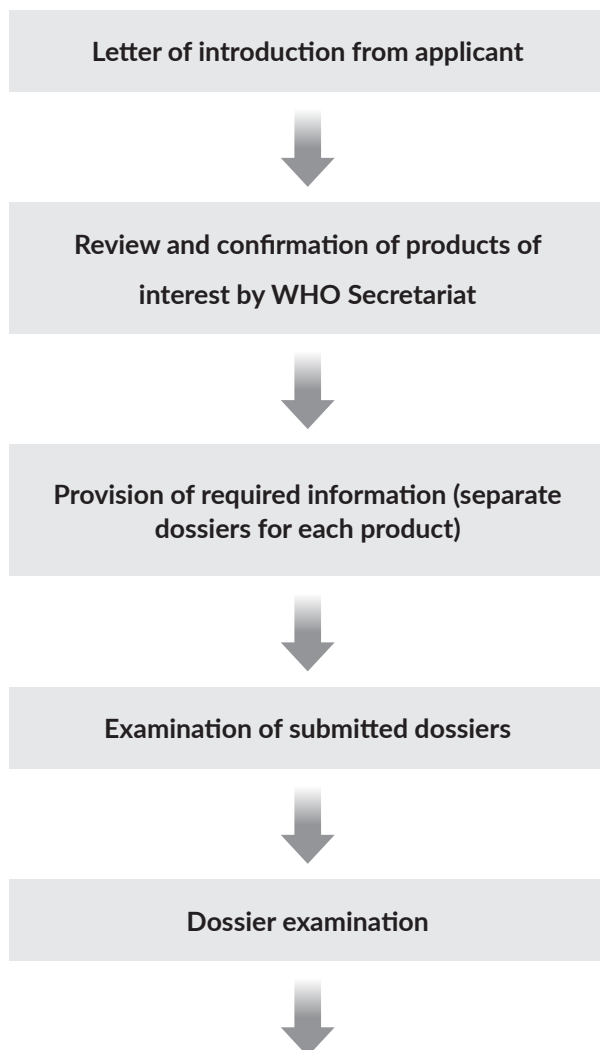 Letter of introduction from applicant
Review and confirmation of products of
interest by WHO Secretariat
Provision of required information (separate
dossiers for each product)
Examination of submitted dossiers
Dossier examination